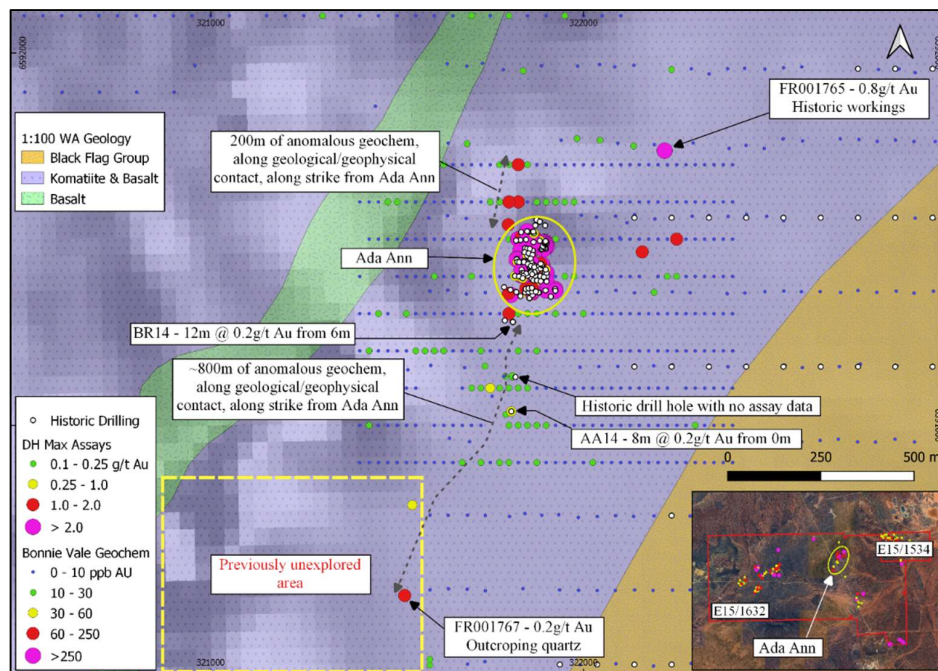 321000
322000
6592000
6592000
FR001765 - 0.8g/t Au
Historic workings
200m of anomalous geochem,
along geological/geophysical
contact, along strike from Ada Ann
1:100 WA Geology
Black Flag Group
Komatiite & Basalt
Basalt
Ada Ann
BR14 - 12m @ 0.2g/t Au from 6m
~800m of anomalous geochem,
along geological/geophysical
contact, along strike from Ada Ann
Historic drill hole with no assay data
AA14 - 8m @ 0.2g/t Au from 0m
0 250 500 m
Historic Drilling
DH Max Assays
0.1 - 0.25 g/t Au
0.25 - 1.0
1.0 - 2.0
> 2.0
Bonnie Vale Geochem
0 - 10 ppb AU
10 - 30
30 - 60
60 - 250
>250
Previously unexplored
area
FR001767 - 0.2g/t Au
Outcroping quartz
E15/1534
E15/1632
Ada Ann
321000
322000